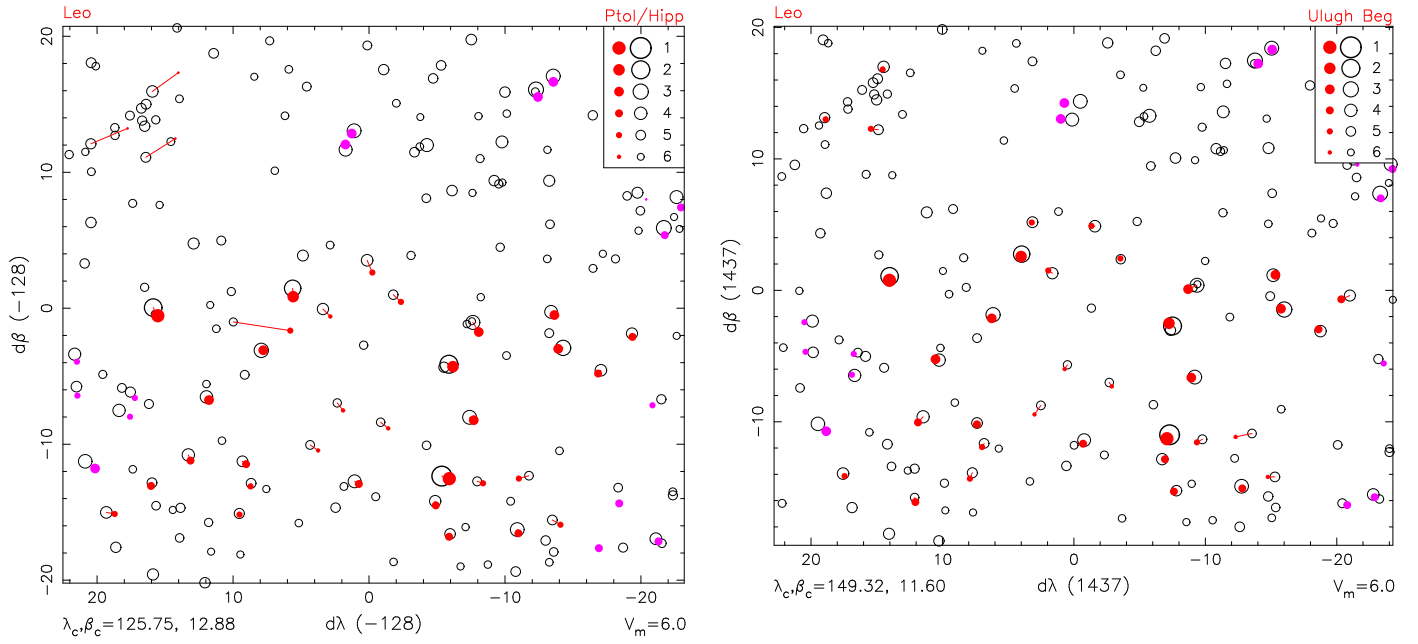 Leo
Ptol/Hipp
1
2
3
4
5
6
20
10
0
−10
−20
dβ (−128)
20
10
0
−10
−20
λc,βc=125.75, 12.88
dλ (−128)
Vm=6.0
Leo
Ulugh Beg
1
2
3
4
5
6
20
10
0
−10
dβ (1437)
20
10
0
−10
−20
λc,βc=149.32, 11.60
dλ (1437)
Vm=6.0